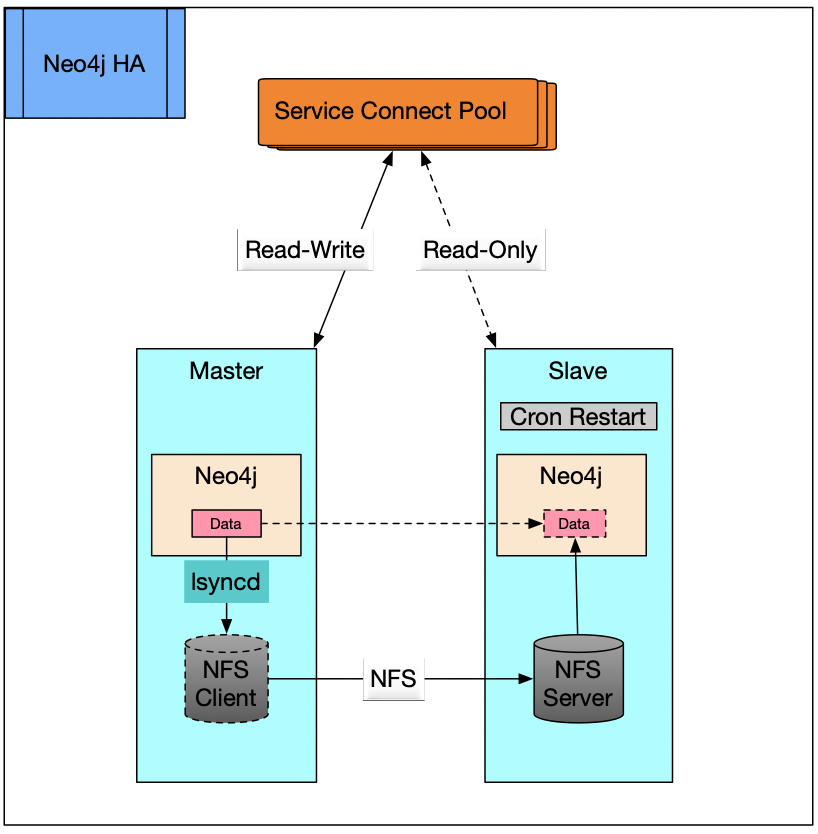 Neo4j HA
Service Connect Pool
Read-Write
Read-Only
Master
Slave
Cron Restart
Neo4j
Neo4j
Data
Data
lsyncd
NFS
Client
NFS
NFS
Server